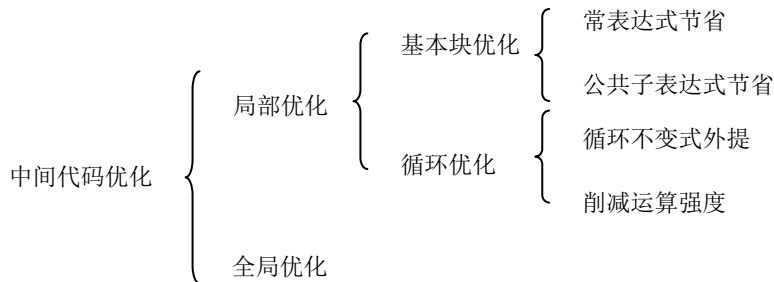 常表达式节省
基本块优化
公共子表达式节省
局部优化
循环不变式外提
循环优化
中间代码优化
削减运算强度
全局优化